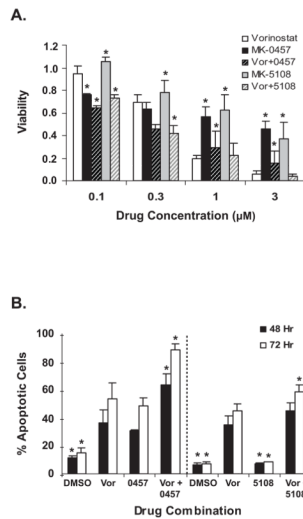 A.
Vorinostat
MK-0457
Vor+0457
MK-5108
Vor+5108
Viability
1.2
1.0
0.8
0.6
0.4
0.2
0.0
* * * * * * * * * * * * *
0.1 0.3 1 3
Drug Concentration (µM)
B.
48 Hr
72 Hr
% Apoptotic Cells
100
80
60
40
20
0
* * * * * * * * *
DMSO Vor 0457 Vor + DMSO Vor 5108 Vor
0457 5108
Drug Combination